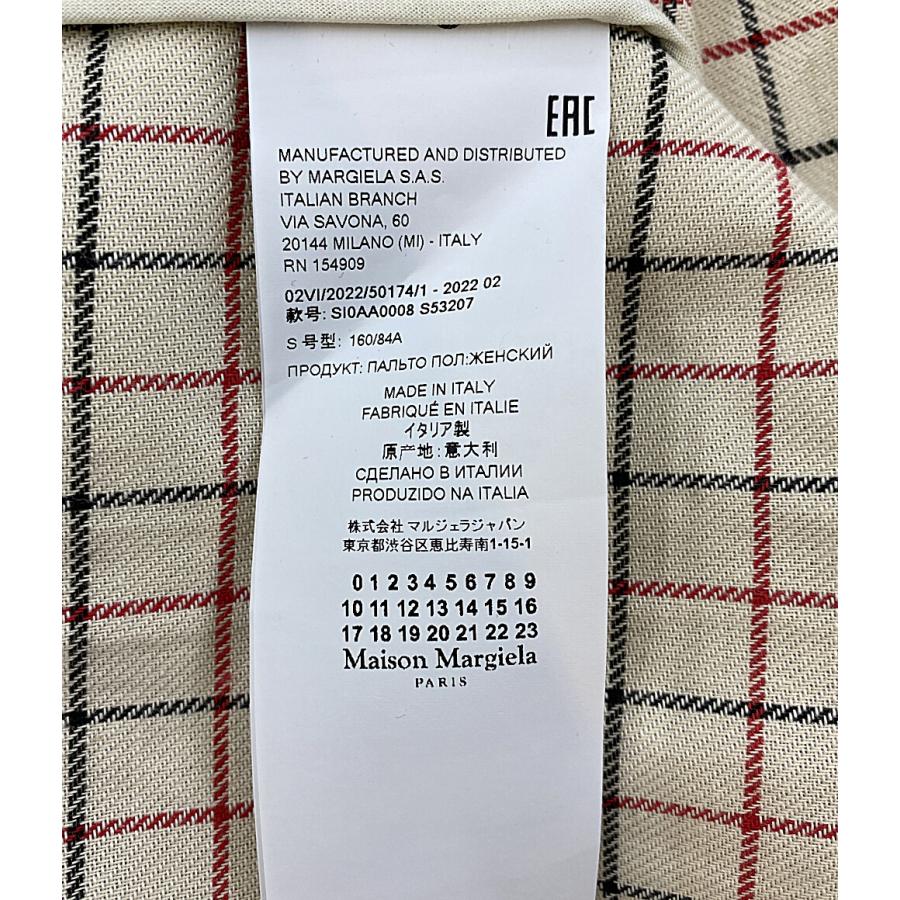 EAC
MANUFACTURED AND DISTRIBUTED
BY MARGIELA S.A.S.
ITALIAN BRANCH
VIA SAVONA, 60
20144 MILANO (MI) - ITALY
RN 154909
02VI/2022/50174/1 - 2022 02
款号: SI0AA0008 S53207
S 号型: 160/84A
ПРОДУКТ: ПАЛЬТО ПОЛ:ЖЕНСКИЙ
MADE IN ITALY
FABRIQUÉ EN ITALIE
イタリア製
原产地:意大利
СДЕЛАНО В ИТАЛИИ
PRODUZIDO NA ITALIA
株式会社 マルジェラジャパン
東京都渋谷区恵比寿南1-15-1
0 1 2 3 4 5 6 7 8 9
10 11 12 13 14 15 16
17 18 19 20 21 22 23
Maison Margiela
PARIS